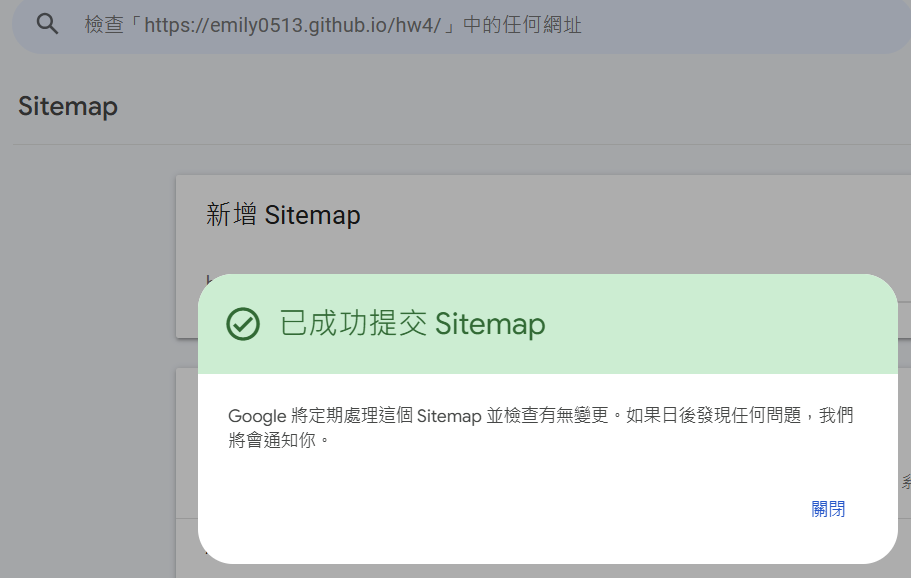 檢查「https://emily0513.github.io/hw4/」中的任何網址
Sitemap
新增 Sitemap
已成功提交 Sitemap
Google 將定期處理這個 Sitemap 並檢查有無變更。如果日後發現任何問題，我們
將會通知你。
關閉